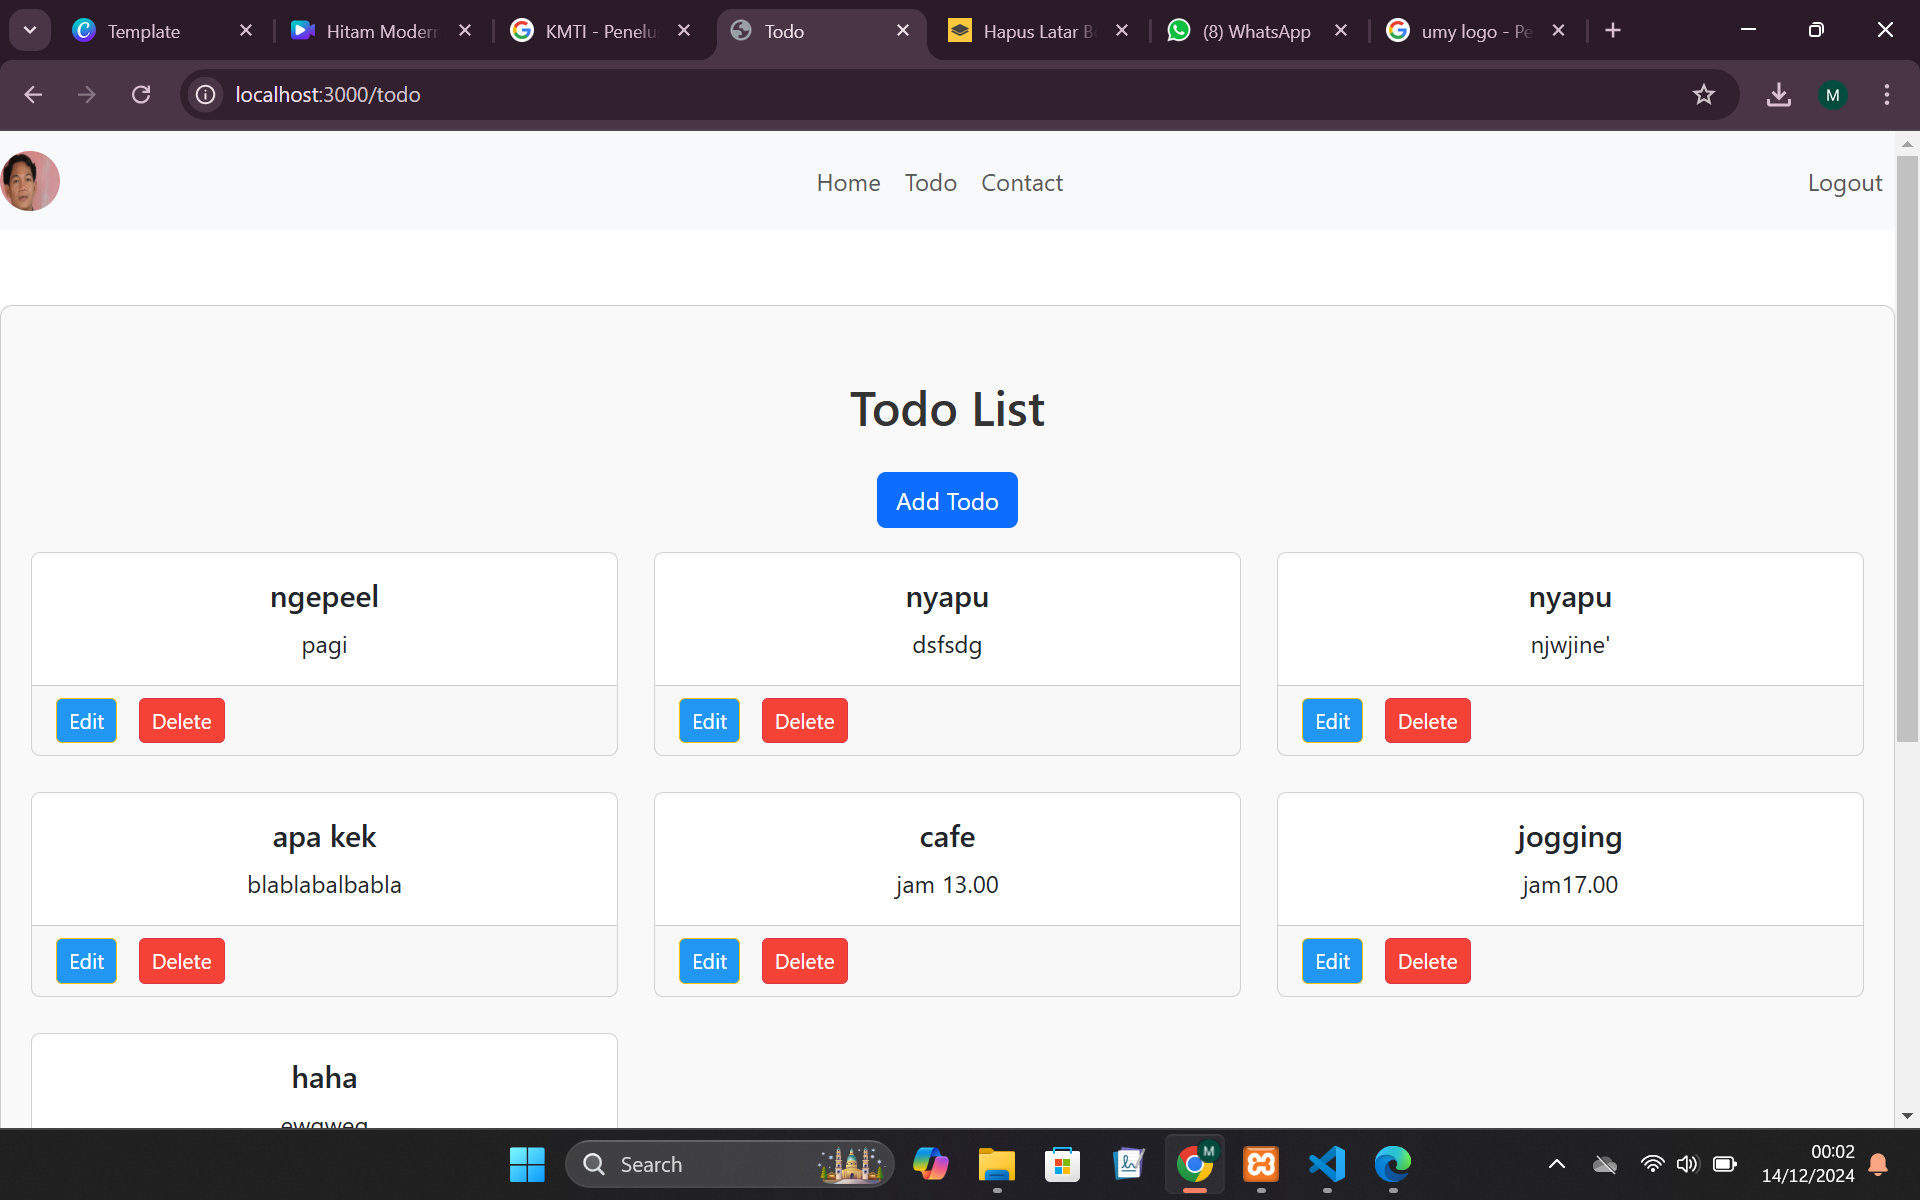 Template
Hitam Modern
KMTI - Penelu
Todo
Hapus Latar B
(8) WhatsApp
umy logo - Pe
localhost:3000/todo
M
Home Todo Contact
Logout
Todo List
Add Todo
ngepeel
pagi
Edit Delete
nyapu
dsfsdg
Edit Delete
nyapu
njwjine'
Edit Delete
apa kek
blablabalbabla
Edit Delete
cafe
jam 13.00
Edit Delete
jogging
jam17.00
Edit Delete
haha
Search
M
00:02
14/12/2024